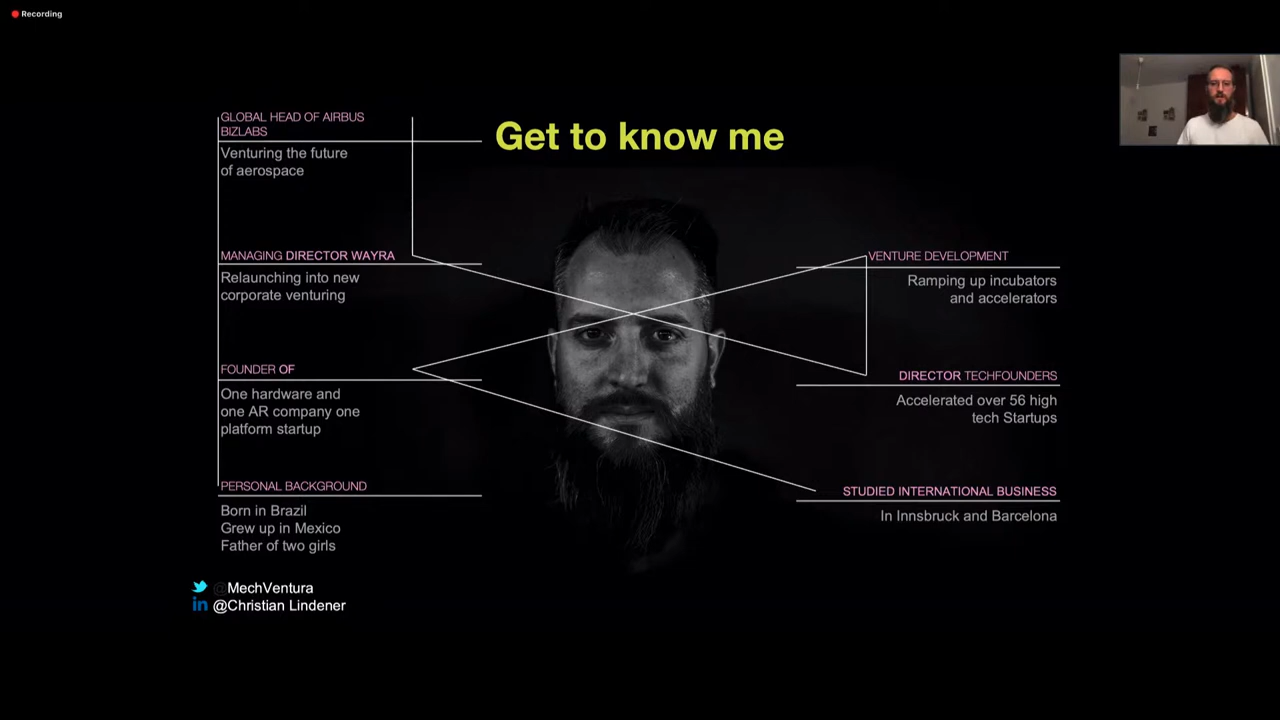 Recording
Get to know me
GLOBAL HEAD OF AIRBUS
BIZLABS
Venturing the future
of aerospace
MANAGING DIRECTOR WAYRA
Relaunching into new
corporate venturing
FOUNDER OF
One hardware and
one AR company one
platform startup
PERSONAL BACKGROUND
Born in Brazil
Grew up in Mexico
Father of two girls
VENTURE DEVELOPMENT
Ramping up incubators
and accelerators
DIRECTOR TECHFOUNDERS
Accelerated over 56 high
tech Startups
STUDIED INTERNATIONAL BUSINESS
In Innsbruck and Barcelona
@MechVentura
in @Christian Lindener